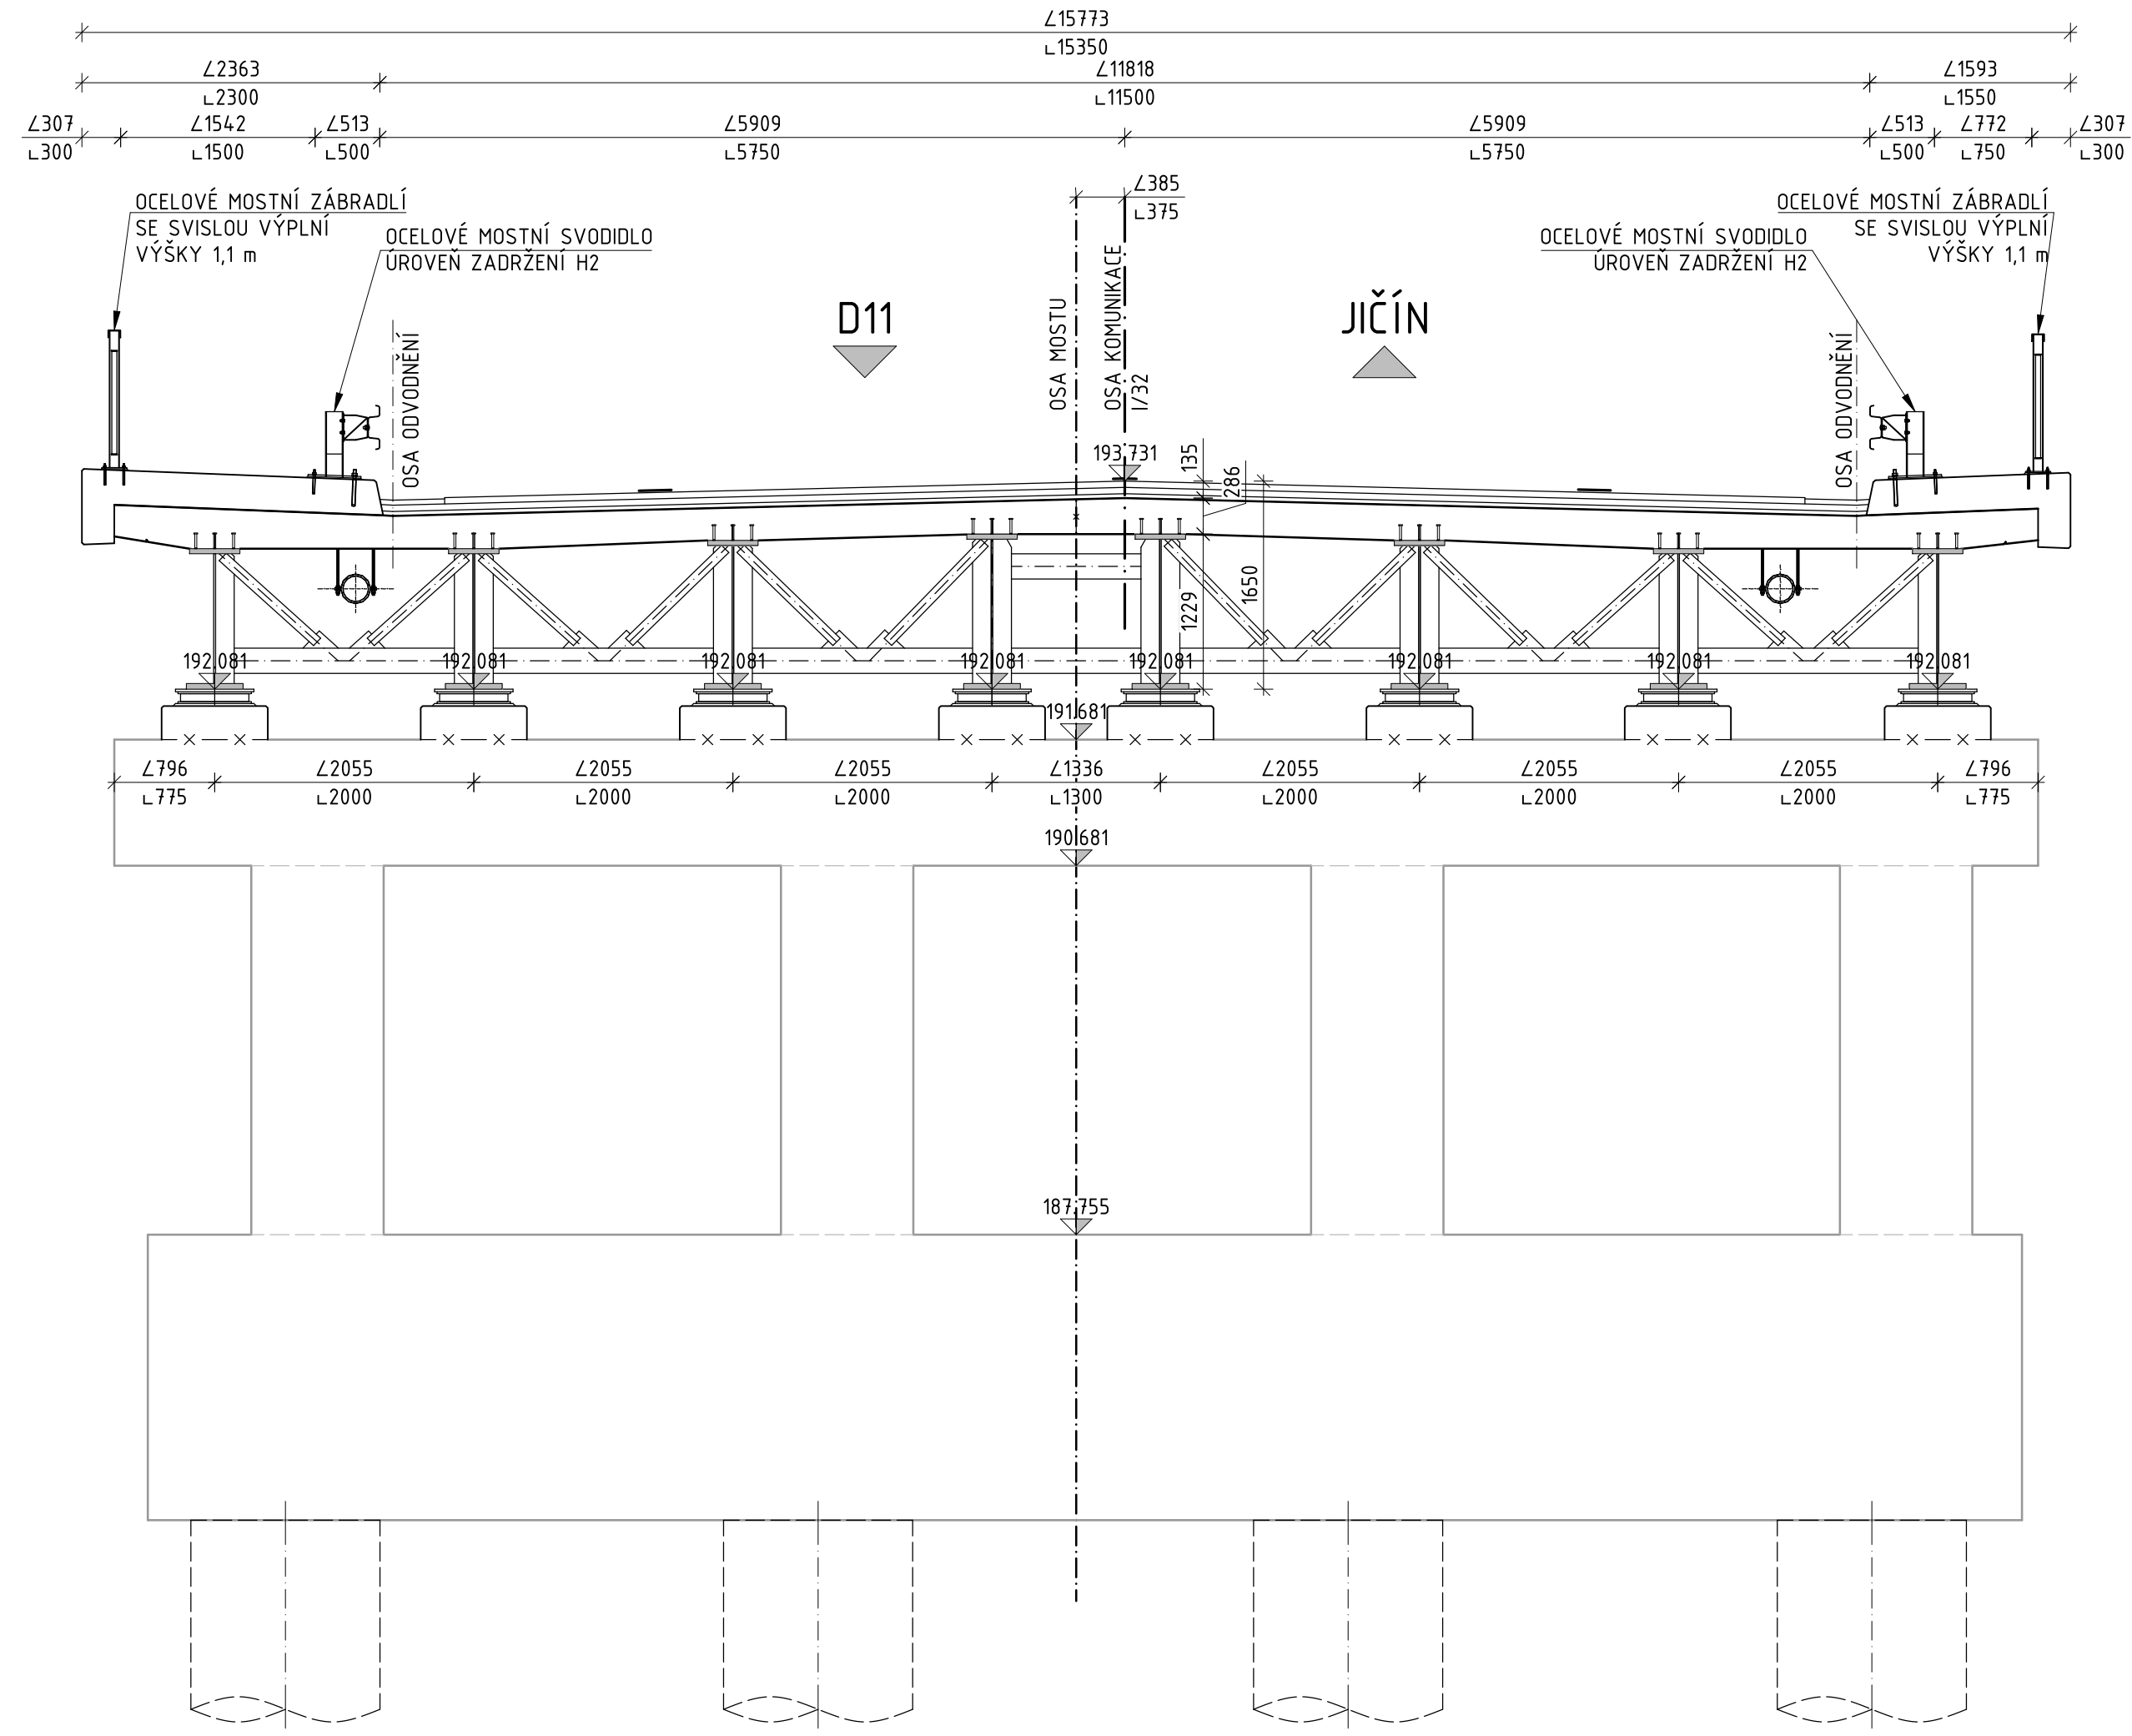 ∠15773
∟15350
∠2363 ∠11818 ∠1593
∟2300 ∟11500 ∟1550
∠307 ∠1542 ∠513 ∠5909 ∠5909 ∠513 ∠772 ∠307
∟300 ∟1500 ∟500 ∟5750 ∟5750 ∟500 ∟750 ∟300
∠385
∟375
OCELOVÉ MOSTNÍ ZÁBRADLÍ
SE SVISLOU VÝPLNÍ
VÝŠKY 1,1 m
OCELOVÉ MOSTNÍ SVODIDLO
ÚROVEŇ ZADRŽENÍ H2
OCELOVÉ MOSTNÍ SVODIDLO
ÚROVEŇ ZADRŽENÍ H2
OCELOVÉ MOSTNÍ ZÁBRADLÍ
SE SVISLOU VÝPLNÍ
VÝŠKY 1,1 m
OSA ODVODNĚNÍ
D11
OSA MOSTU
OSA KOMUNIKACE
I/32
JIČÍN
OSA ODVODNĚNÍ
193.731
135
286
1229
1650
192.081 192.081 192.081 192.081 192.081 192.081 192.081 192.081
191.681
∠796 ∠2055 ∠2055 ∠2055 ∠1336 ∠2055 ∠2055 ∠2055 ∠796
∟775 ∟2000 ∟2000 ∟2000 ∟1300 ∟2000 ∟2000 ∟2000 ∟775
190.681
187.755